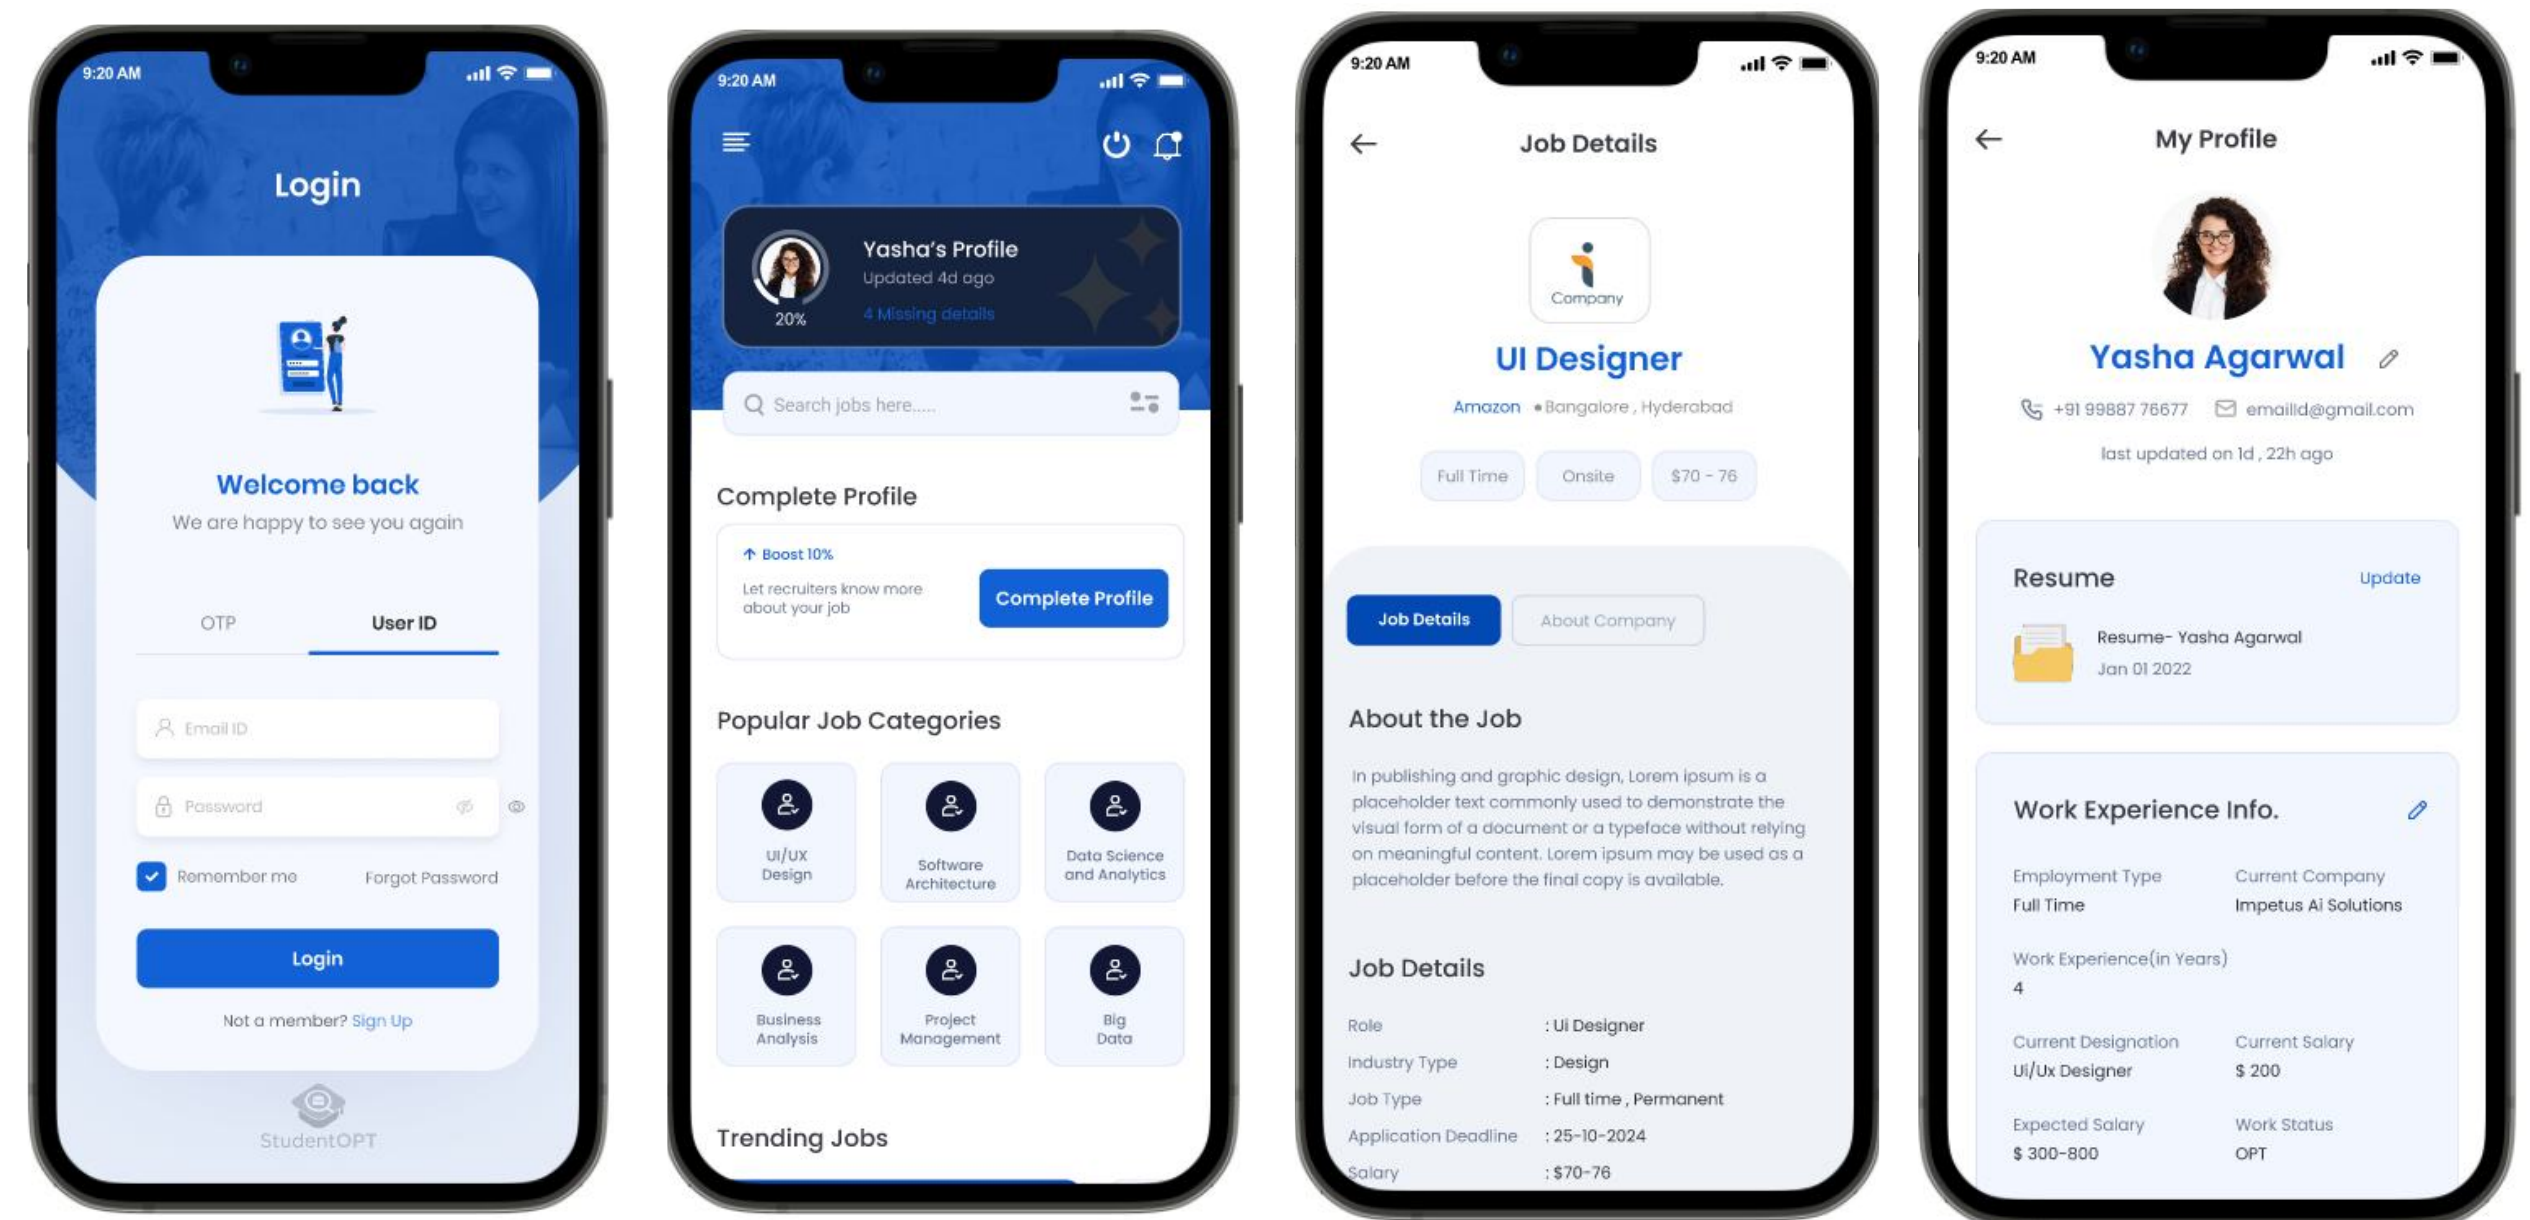 9:20 AM
Login
Welcome back
We are happy to see you again
OTP
User ID
Email ID
Password
Remember me
Forgot Password
Login
Not a member? Sign Up
StudentOPT
9:20 AM
Yasha's Profile
Updated 4d ago
4 Missing details
20%
Search jobs here.....
Complete Profile
Boost 10%
Let recruiters know more
about your job
Complete Profile
Popular Job Categories
UI/UX
Design
Software
Architecture
Data Science
and Analytics
Business
Analysis
Project
Management
Big
Data
Trending Jobs
9:20 AM
Job Details
Company
UI Designer
Amazon • Bangalore , Hyderabad
Full Time
Onsite
$70 - 76
Job Details
About Company
About the Job
In publishing and graphic design, Lorem ipsum is a
placeholder text commonly used to demonstrate the
visual form of a document or a typeface without relying
on meaningful content. Lorem ipsum may be used as a
placeholder before the final copy is available.
Job Details
Role : Ui Designer
Industry Type : Design
Job Type : Full time , Permanent
Application Deadline : 25-10-2024
Salary : $70-76
9:20 AM
My Profile
Yasha Agarwal
+91 99887 76677 emailId@gmail.com
last updated on 1d , 22h ago
Resume
Update
Resume- Yasha Agarwal
Jan 01 2022
Work Experience Info.
Employment Type
Full Time
Current Company
Impetus Ai Solutions
Work Experience(in Years)
4
Current Designation
Ui/Ux Designer
Current Salary
$ 200
Expected Salary
$ 300-800
Work Status
OPT